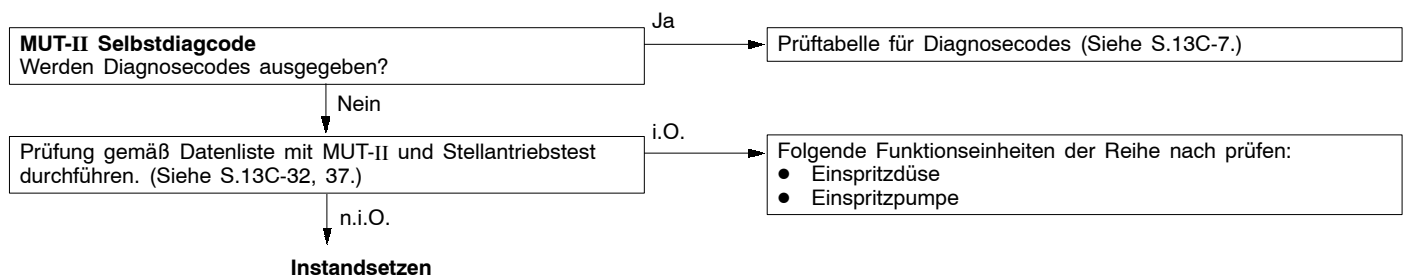 MUT-II Selbstdiagcode
Werden Diagnosecodes ausgegeben?
Ja
Prüftabelle für Diagnosecodes (Siehe S.13C-7.)
Nein
Prüfung gemäß Datenliste mit MUT-II und Stellantriebstest
durchführen. (Siehe S.13C-32, 37.)
i.O.
Folgende Funktionseinheiten der Reihe nach prüfen:
● Einspritzdüse
● Einspritzpumpe
n.i.O.
Instandsetzen